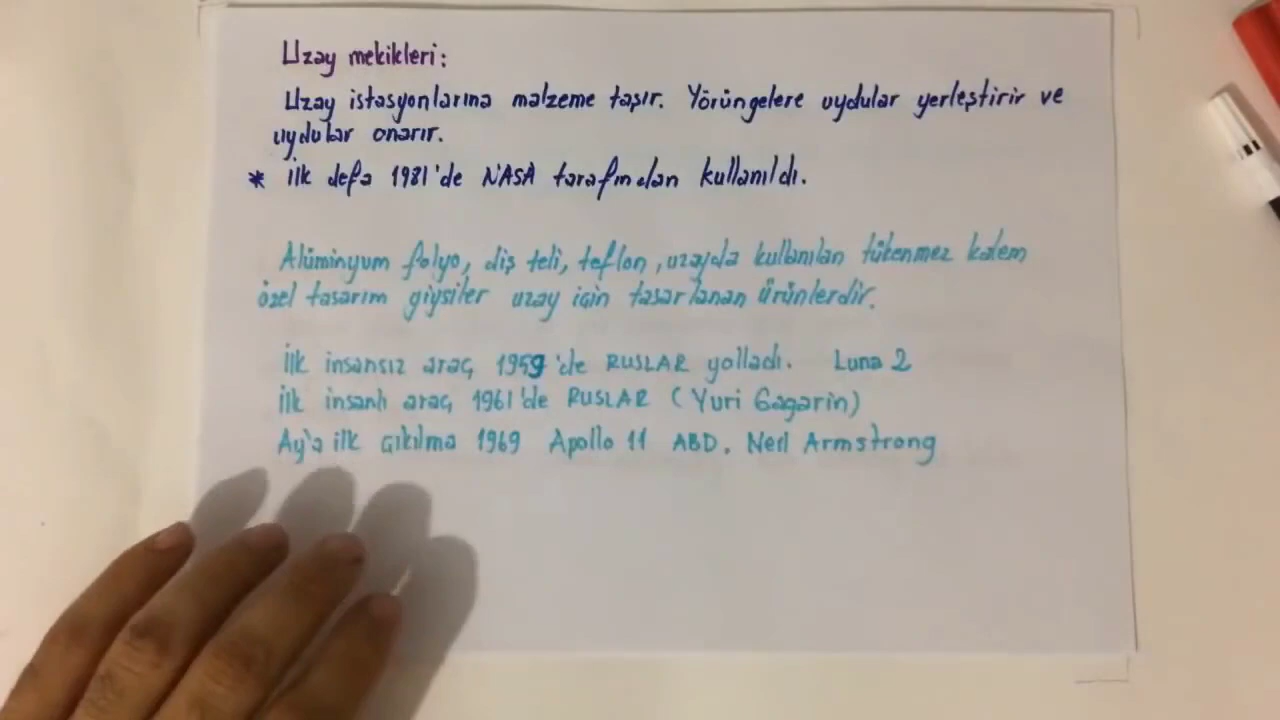 Uzay mekikleri:
Uzay istasyonlarına malzeme taşır. Yörüngelere uydular yerleştirir ve
uydular onarır.
* İlk defa 1981'de NASA tarafından kullanıldı.
Alüminyum folyo, diş teli, teflon, uzayda kullanılan tükenmez kalem
özel tasarım giysiler uzay için tasarlanan ürünlerdir.
İlk insansız araç 1959'de RUSLAR yolladı. Luna 2
İlk insanlı araç 1961'de RUSLAR (Yuri Gagarin)
Ay'a ilk çıkılma 1969 Apollo 11 ABD. Neil Armstrong